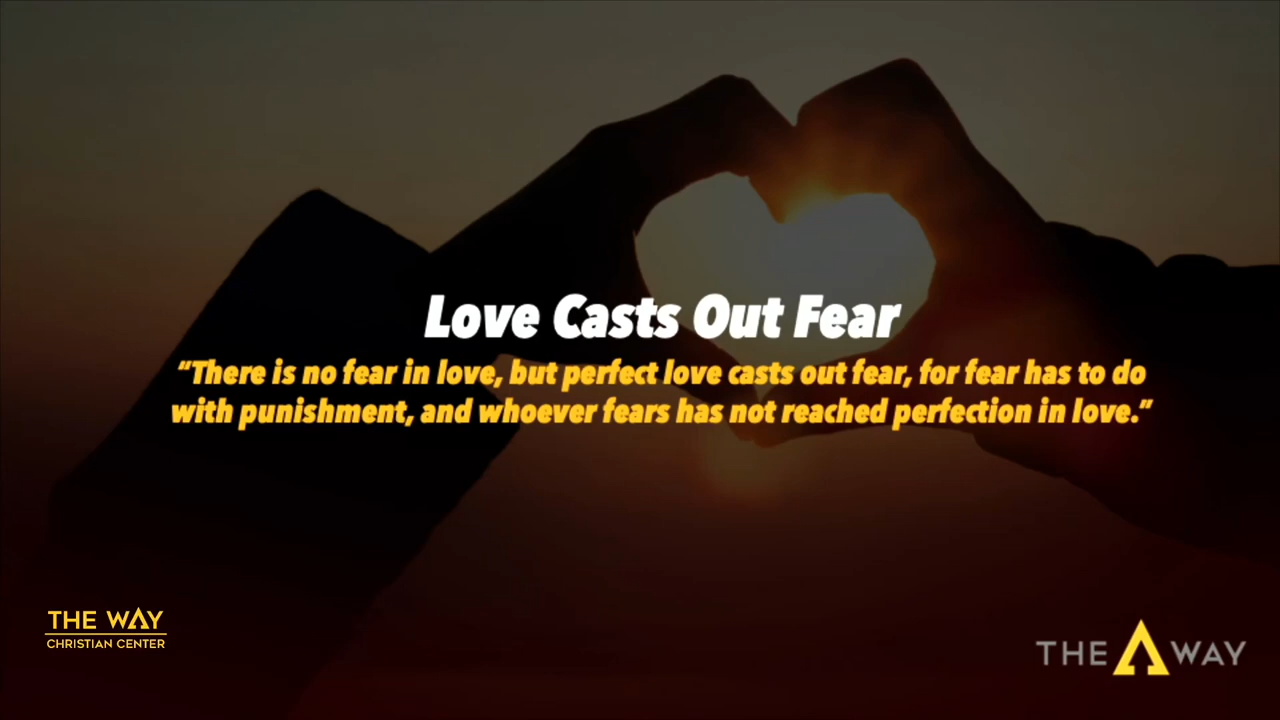 Love Casts Out Fear
“There is no fear in love, but perfect love casts out fear, for fear has to do
with punishment, and whoever fears has not reached perfection in love.”
THE WAY
CHRISTIAN CENTER
THE WAY